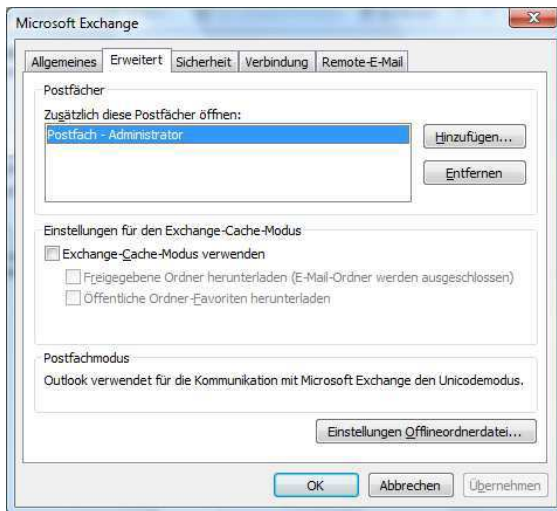 Microsoft Exchange
Allgemeines Erweitert Sicherheit Verbindung Remote-E-Mail
Postfächer
Zusätzlich diese Postfächer öffnen:
Postfach - Administrator
Hinzufügen...
Entfernen
Einstellungen für den Exchange-Cache-Modus
Exchange-Cache-Modus verwenden
Freigegebene Ordner herunterladen (E-Mail-Ordner werden ausgeschlossen)
Öffentliche Ordner-Favoriten herunterladen
Postfachmodus
Outlook verwendet für die Kommunikation mit Microsoft Exchange den Unicodemodus.
Einstellungen Offlineordnerdatei...
OK Abbrechen Übernehmen